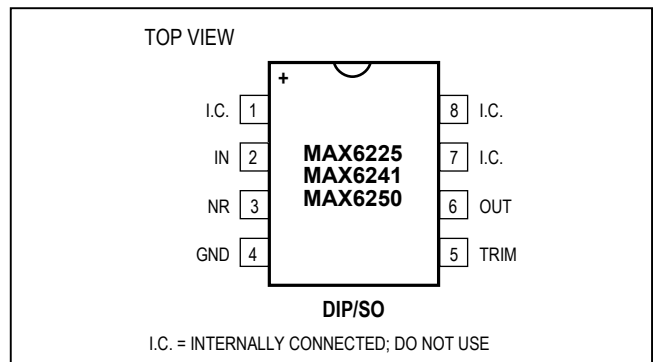 TOP VIEW
+
I.C. 1
8 I.C.
IN 2
MAX6225
7 I.C.
MAX6241
NR 3
MAX6250
6 OUT
GND 4
5 TRIM
DIP/SO
I.C. = INTERNALLY CONNECTED; DO NOT USE